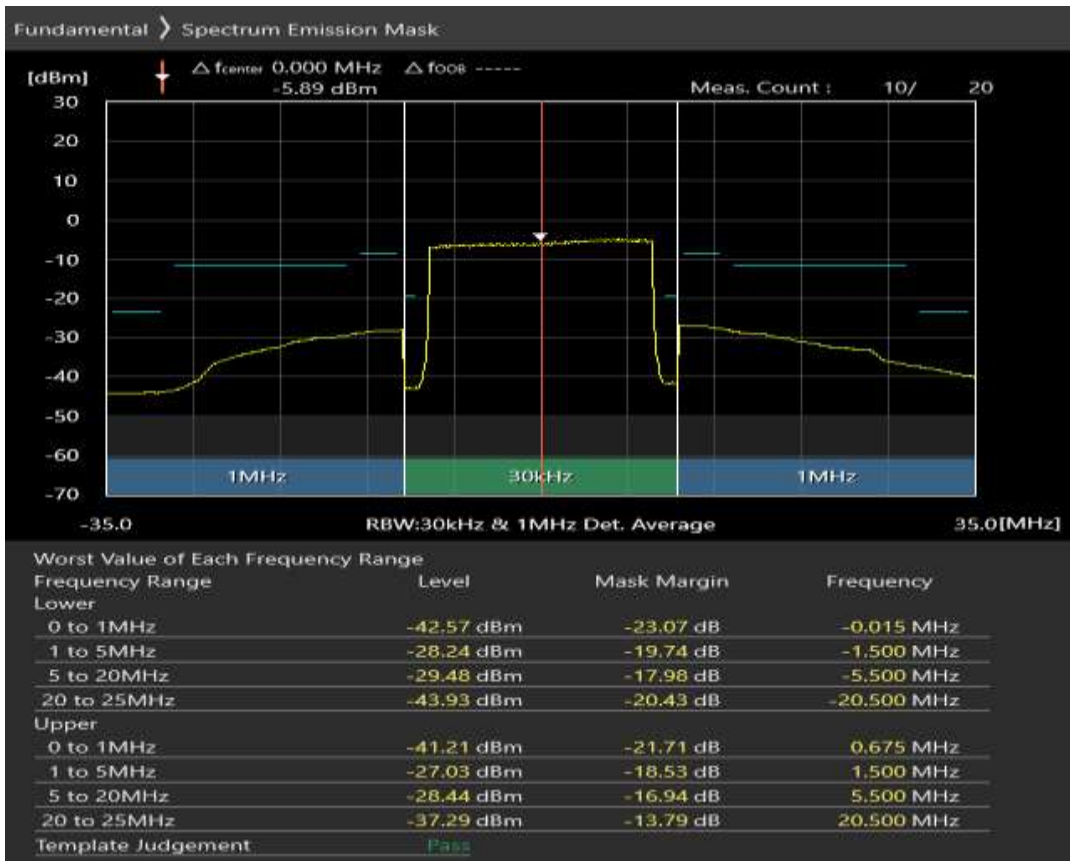 Fundamental ❯ Spectrum Emission Mask
△ fcenter 0.000 MHz △ fOOB -----
[dBm] -5.89 dBm Meas. Count : 10/ 20
30
20
10
0
-10
-20
-30
-40
-50
-60
1MHz 30kHz 1MHz
-70
-35.0 RBW:30kHz & 1MHz Det. Average 35.0[MHz]
Worst Value of Each Frequency Range
Frequency Range Level Mask Margin Frequency
Lower
0 to 1MHz -42.57 dBm -23.07 dB -0.015 MHz
1 to 5MHz -28.24 dBm -19.74 dB -1.500 MHz
5 to 20MHz -29.48 dBm -17.98 dB -5.500 MHz
20 to 25MHz -43.93 dBm -20.43 dB -20.500 MHz
Upper
0 to 1MHz -41.21 dBm -21.71 dB 0.675 MHz
1 to 5MHz -27.03 dBm -18.53 dB 1.500 MHz
5 to 20MHz -28.44 dBm -16.94 dB 5.500 MHz
20 to 25MHz -37.29 dBm -13.79 dB 20.500 MHz
Template Judgement Pass